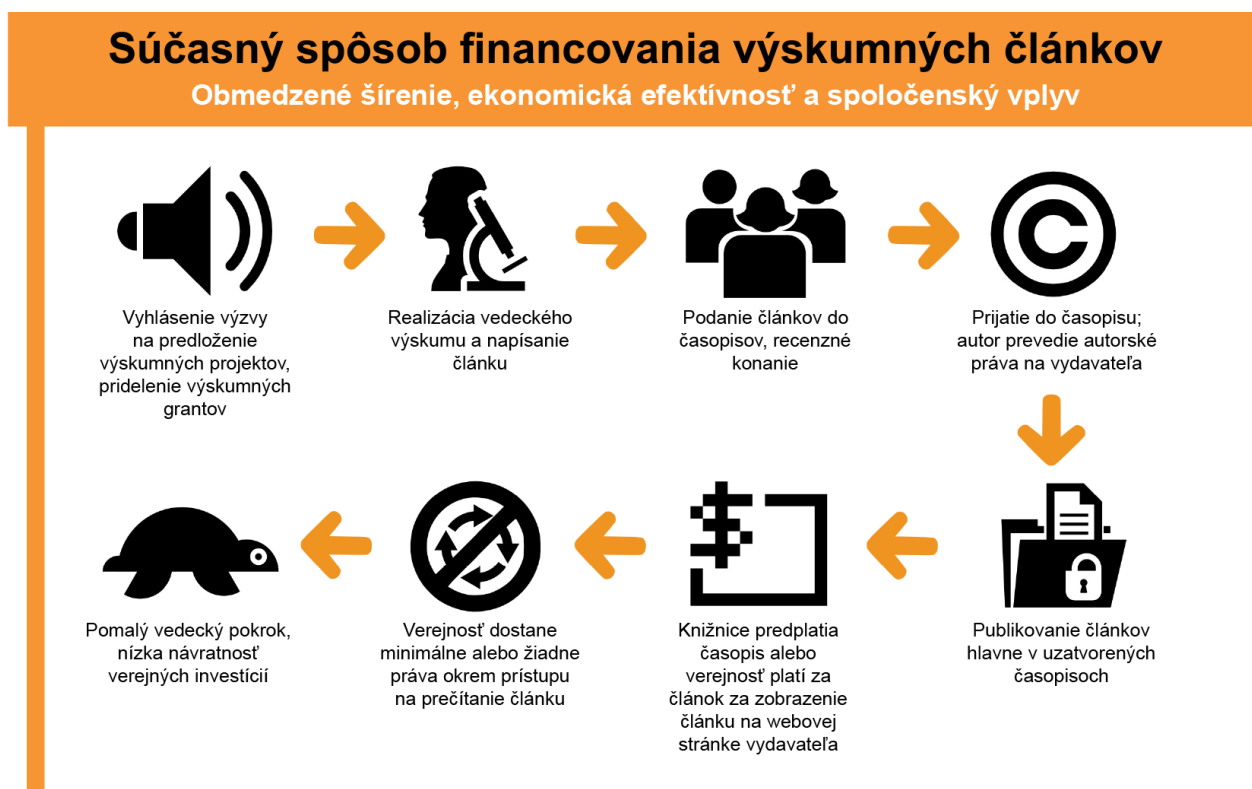 Súčasný spôsob financovania výskumných článkov
Obmedzené šírenie, ekonomická efektívnosť a spoločenský vplyv
Vyhlásenie výzvy
na predloženie
výskumných projektov,
pridelenie výskumných
grantov
Realizácia vedeckého
výskumu a napísanie
článku
Podanie článkov do
časopisov, recenzné
konanie
Prijatie do časopisu;
autor prevedie autorské
práva na vydavateľa
Publikovanie článkov
hlavne v uzatvorených
časopisoch
Knižnice predplatia
časopis alebo
verejnosť platí za
článok za zobrazenie
článku na webovej
stránke vydavateľa
Verejnosť dostane
minimálne alebo žiadne
práva okrem prístupu
na prečítanie článku
Pomalý vedecký pokrok,
nízka návratnosť
verejných investícií